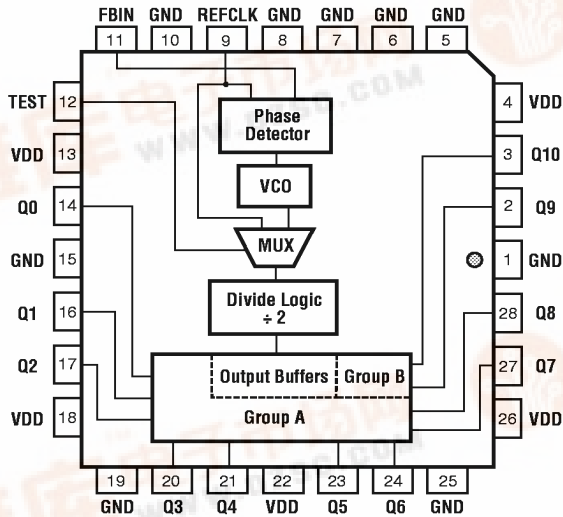 FBIN GND REFCLK GND GND GND GND
11 10 9 8 7 6 5
TEST 12
4 VDD
Phase
Detector
VDD 13
3 Q10
VCO
Q0 14
2 Q9
MUX
GND 15
1 GND
Divide Logic
÷ 2
Q1 16
28 Q8
Q2 17
27 Q7
Output Buffers Group B
Group A
VDD 18
26 VDD
19 20 21 22 23 24 25
GND Q3 Q4 VDD Q5 Q6 GND